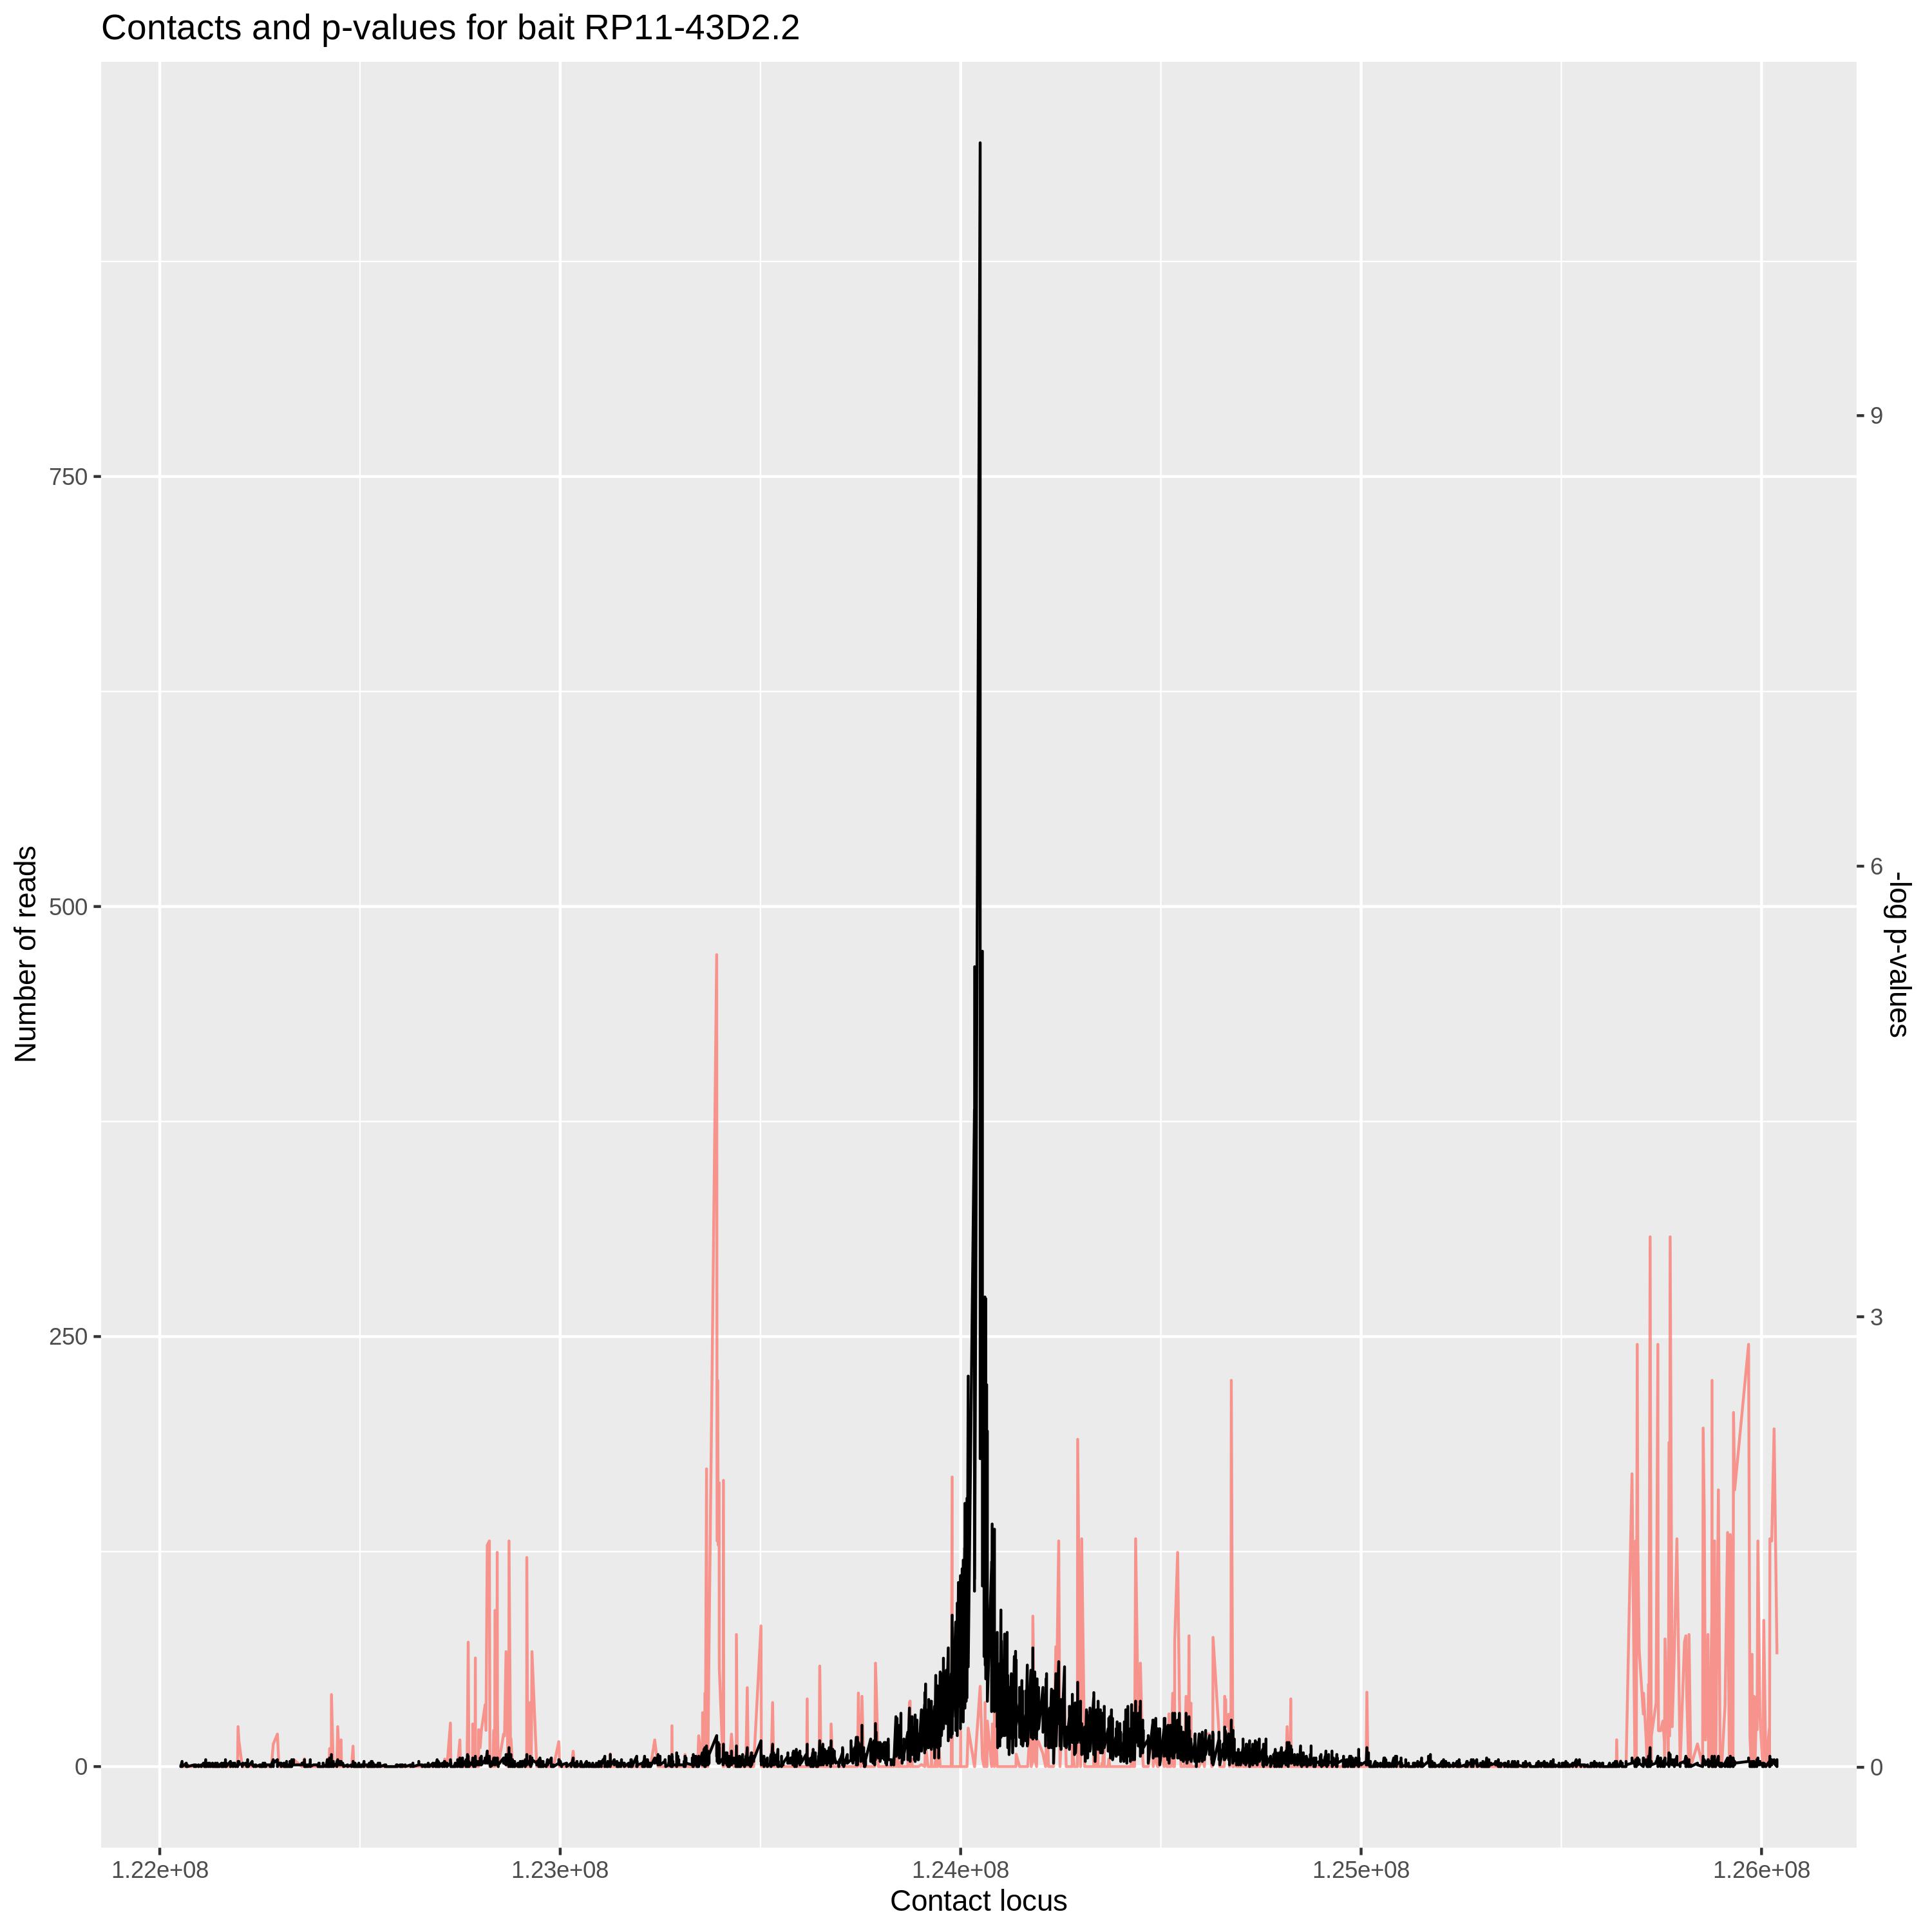 Contacts and p-values for bait RP11-43D2.2
9
750
6
500
Number of reads
-log p-values
3
250
0
0
1.22e+08
1.23e+08
1.24e+08
1.25e+08
1.26e+08
Contact locus